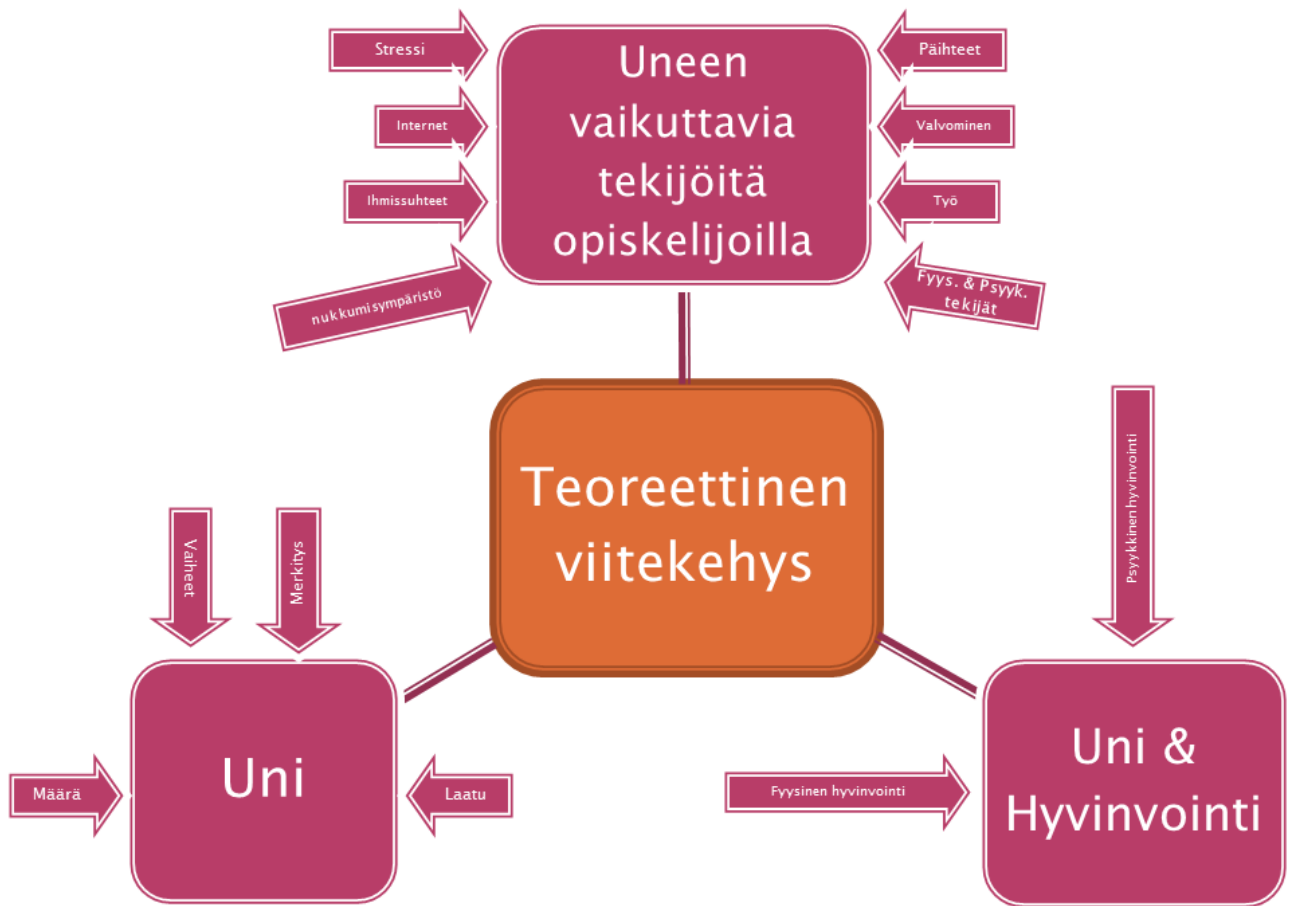 Stressi
Internet
Ihmissuhteet
nukkumisympäristö
Uneen
vaikuttavia
tekijöitä
opiskelijoilla
Päihteet
Valvominen
Työ
Fyys. & Psyyk.
tekijät
Teoreettinen
viitekehys
Vaiheet
Merkitys
Määrä
Uni
Laatu
Psyykkinen hyvinvointi
Fyysinen hyvinvointi
Uni &
Hyvinvointi